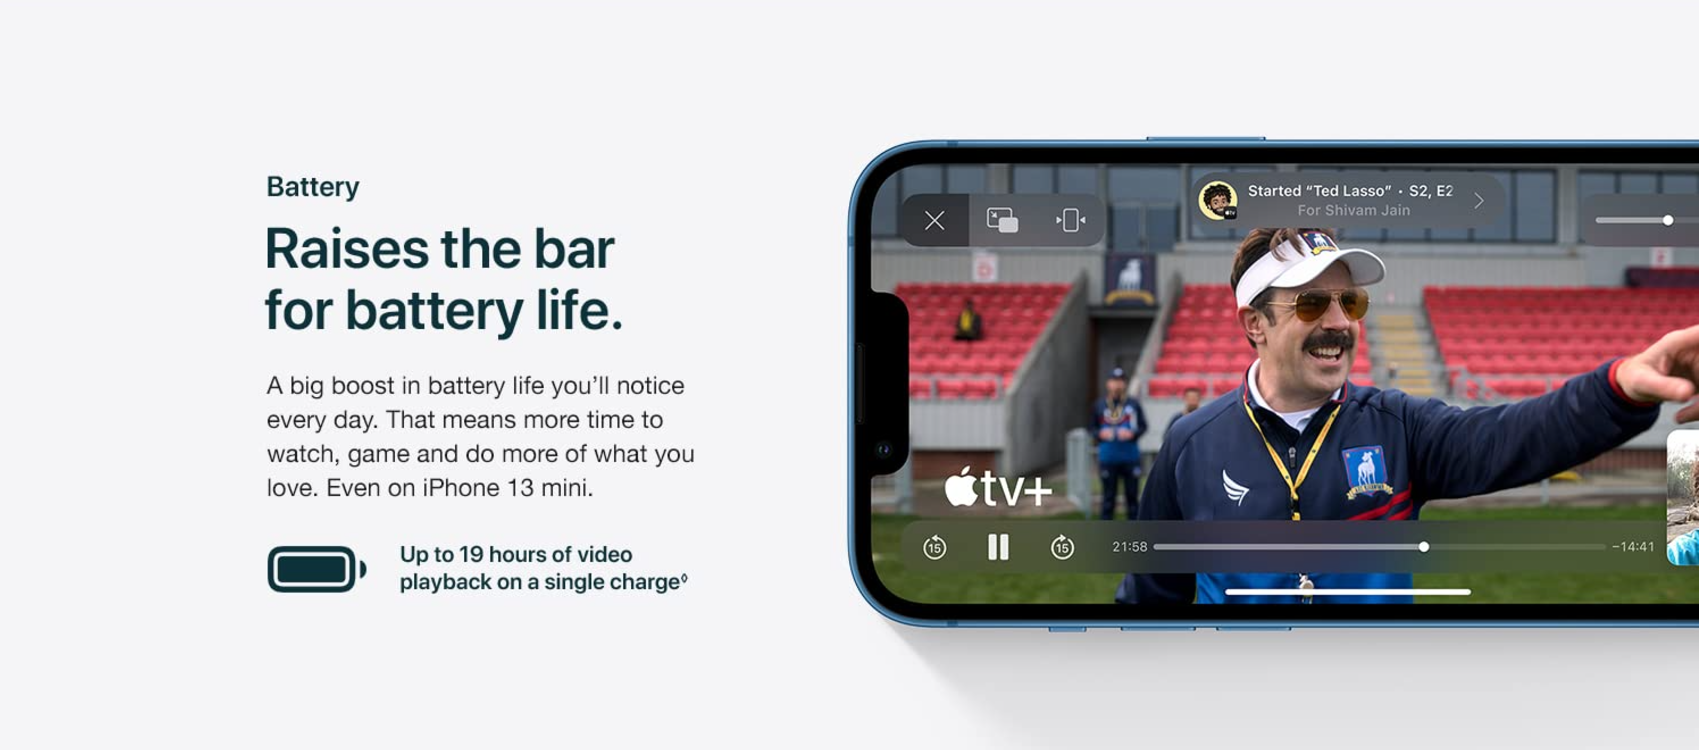 Battery
Raises the bar
for battery life.
A big boost in battery life you’ll notice
every day. That means more time to
watch, game and do more of what you
love. Even on iPhone 13 mini.
Up to 19 hours of video
playback on a single charge◊
Started “Ted Lasso” · S2, E2
For Shivam Jain
tv+
15
15
21:58
−14:41